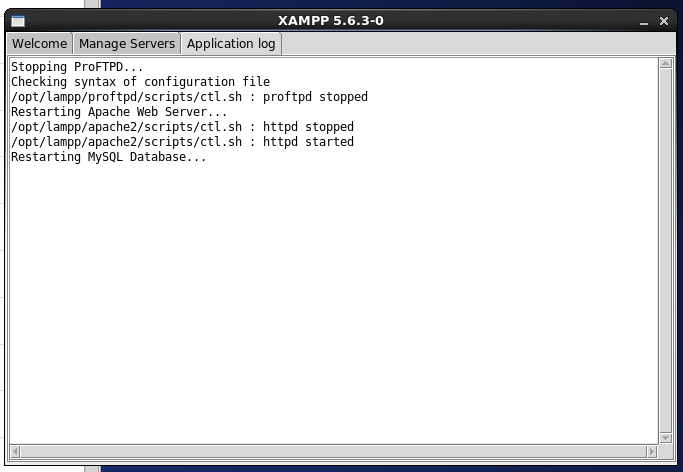 XAMPP 5.6.3-0
Welcome Manage Servers Application log
Stopping ProFTPD...
Checking syntax of configuration file
/opt/lampp/proftpd/scripts/ctl.sh : proftpd stopped
Restarting Apache Web Server...
/opt/lampp/apache2/scripts/ctl.sh : httpd stopped
/opt/lampp/apache2/scripts/ctl.sh : httpd started
Restarting MySQL Database...